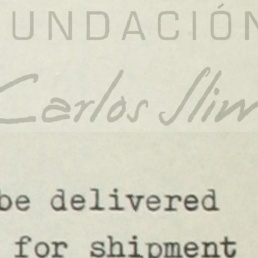 UNDACIÓN
Carlos Slim
be delivered
for shipment